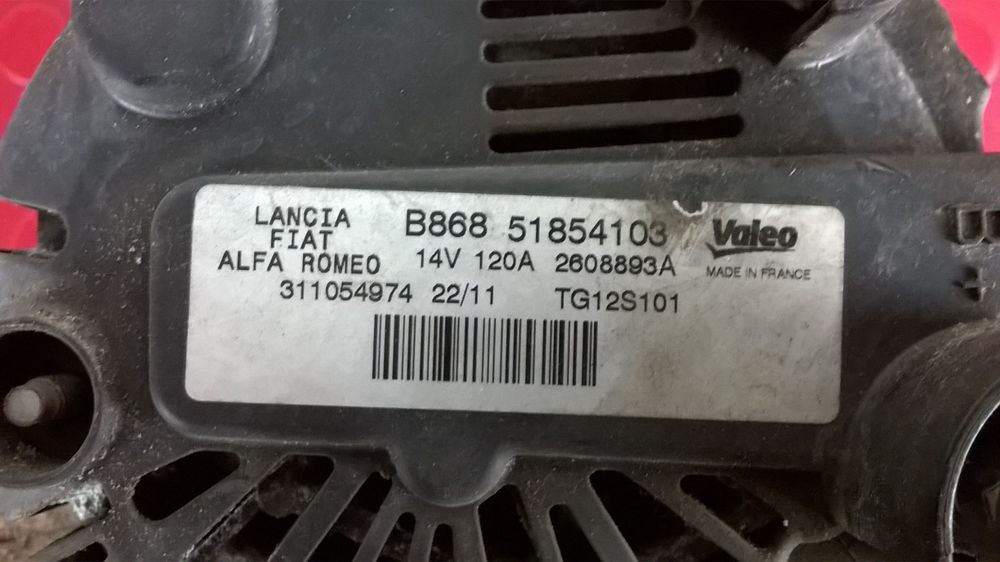 LANCIA
FIAT
ALFA ROMEO
B868 51854103
14V 120A 2608893A
311054974 22/11 TG12S101
Valeo
MADE IN FRANCE
B+